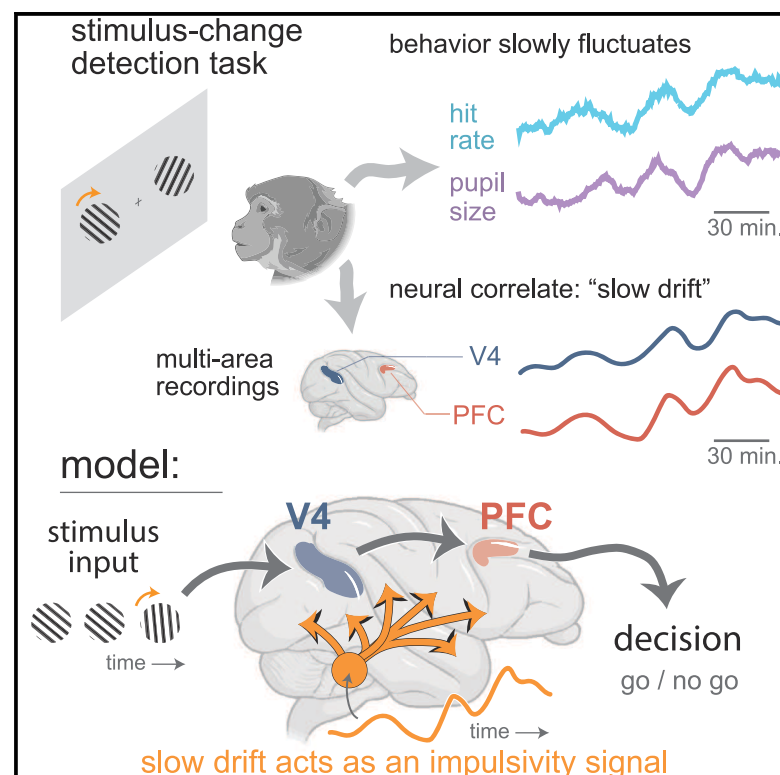 stimulus-change
detection task
behavior slowly fluctuates
hit
rate
pupil
size
30 min.
neural correlate: “slow drift”
multi-area
recordings
V4
PFC
30 min.
model:
stimulus
input
V4
PFC
time
decision
go / no go
time
slow drift acts as an impulsivity signal